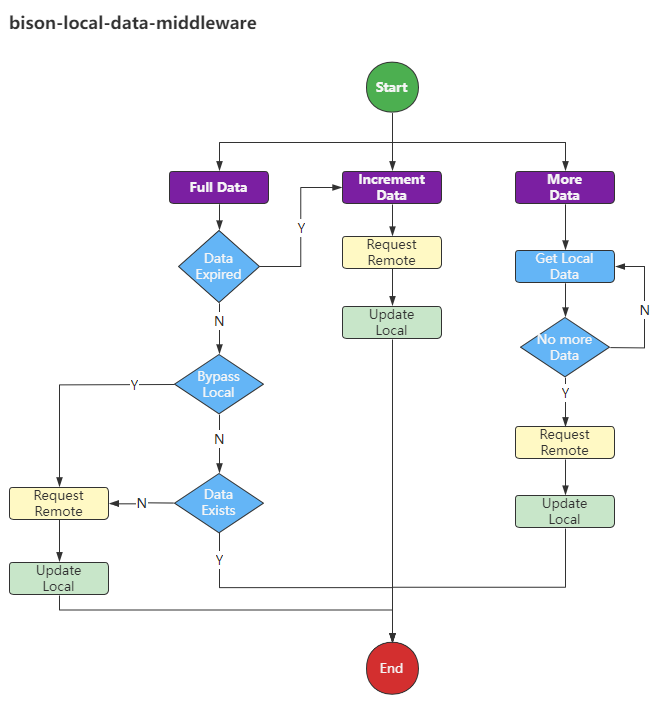 bison-local-data-middleware
Start
Full Data
Increment
Data
More
Data
Data
Expired
Y
Request
Remote
Get Local
Data
N
Update
Local
N
No more
Data
Bypass
Local
Y
Y
N
Request
Remote
Data
Exists
N
Request
Remote
Update
Local
Y
Update
Local
End